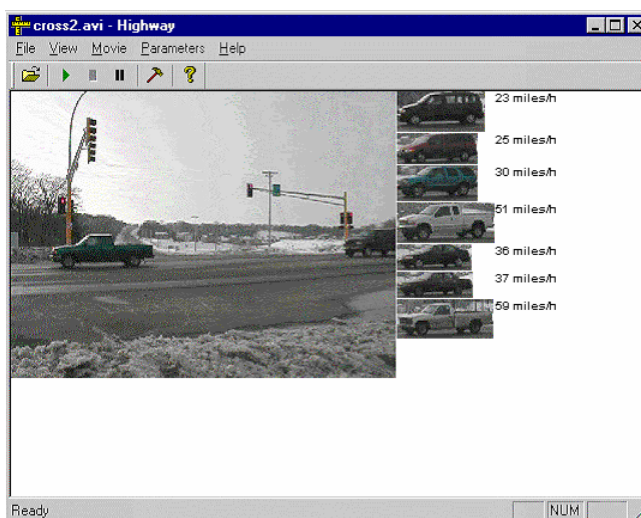 cross2.avi - Highway
File View Movie Parameters Help
23 miles/h
25 miles/h
30 miles/h
51 miles/h
36 miles/h
37 miles/h
59 miles/h
Ready NUM